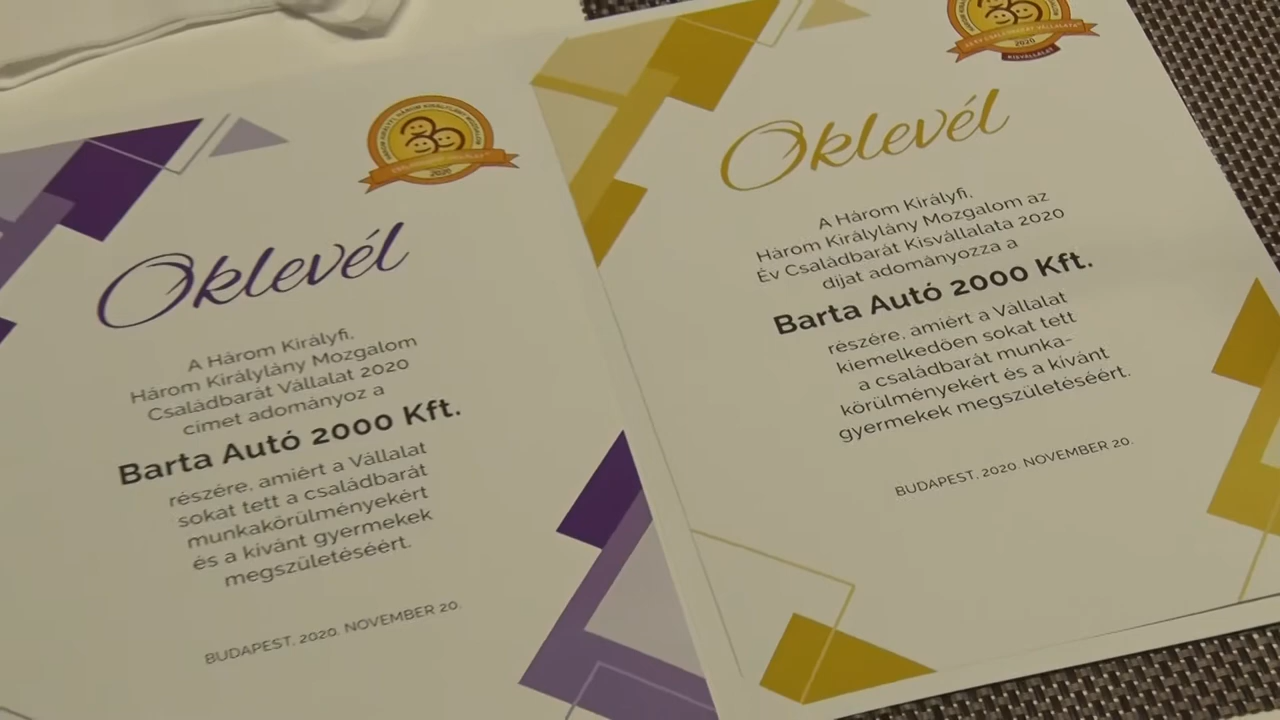 Oklevél
A Három Királyfi,
Három Királylány Mozgalom
Családbarát Vállalat 2020
címet adományoz a
Barta Autó 2000 Kft.
részére, amiért a Vállalat
sokat tett a családbarát
munkakörülményekért
és a kívánt gyermekek
megszületéséért.
BUDAPEST, 2020. NOVEMBER 20.
2020
Oklevél
A Három Királyfi,
Három Királylány Mozgalom az
Év Családbarát Kisvállalata 2020
díjat adományozza a
Barta Autó 2000 Kft.
részére, amiért a Vállalat
kiemelkedően sokat tett
a családbarát munka-
körülményekért és a kívánt
gyermekek megszületéséért.
BUDAPEST, 2020. NOVEMBER 20.
2020
KISVÁLLALAT